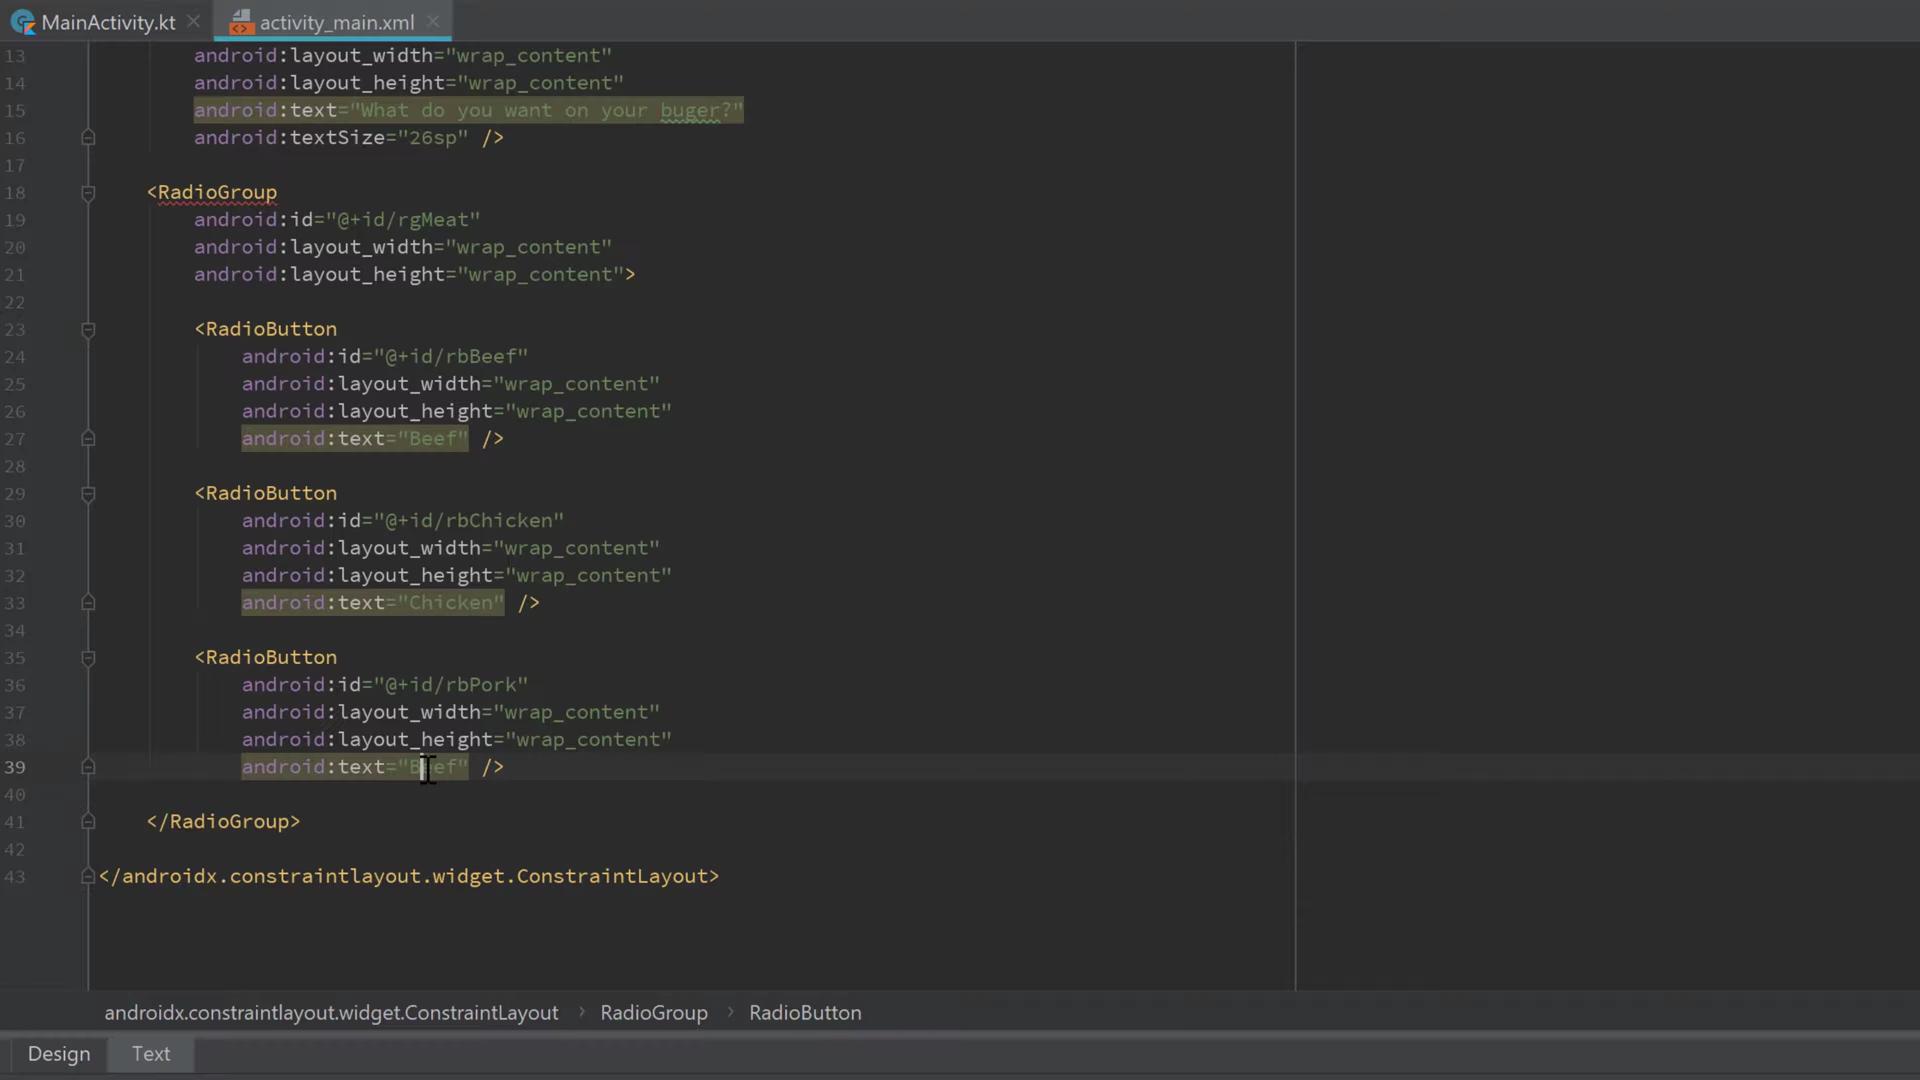 MainActivity.kt
activity_main.xml
13 android:layout_width="wrap_content"
14 android:layout_height="wrap_content"
15 android:text="What do you want on your buger?"
16 android:textSize="26sp" />
17
18 <RadioGroup
19 android:id="@+id/rgMeat"
20 android:layout_width="wrap_content"
21 android:layout_height="wrap_content">
22
23 <RadioButton
24 android:id="@+id/rbBeef"
25 android:layout_width="wrap_content"
26 android:layout_height="wrap_content"
27 android:text="Beef" />
28
29 <RadioButton
30 android:id="@+id/rbChicken"
31 android:layout_width="wrap_content"
32 android:layout_height="wrap_content"
33 android:text="Chicken" />
34
35 <RadioButton
36 android:id="@+id/rbPork"
37 android:layout_width="wrap_content"
38 android:layout_height="wrap_content"
39 android:text="Beef" />
40
41 </RadioGroup>
42
43 </androidx.constraintlayout.widget.ConstraintLayout>
androidx.constraintlayout.widget.ConstraintLayout › RadioGroup › RadioButton
Design Text